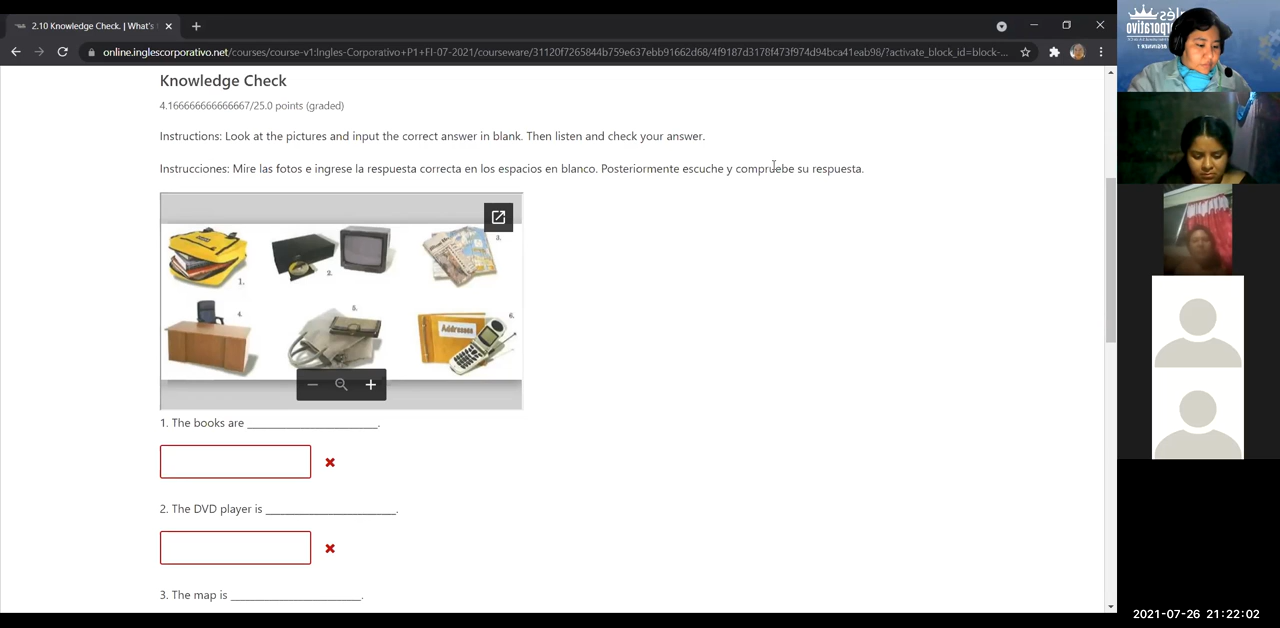 2.10 Knowledge Check. | What's
online.inglescorporativo.net/courses/course-v1:Ingles-Corporativo+P1+FI-07-2021/courseware/31120f7265844b759e637ebb91662d68/4f9187d3178f473f974d94bca41eab98/?activate_block_id=block-...
Knowledge Check
4.166666666666667/25.0 points (graded)
Instructions: Look at the pictures and input the correct answer in blank. Then listen and check your answer.
Instrucciones: Mire las fotos e ingrese la respuesta correcta en los espacios en blanco. Posteriormente escuche y compruebe su respuesta.
1.
2.
3.
4.
5.
6.
Addresses
1. The books are ______________________.
2. The DVD player is ______________________.
3. The map is ______________________.
2021-07-26 21:22:02